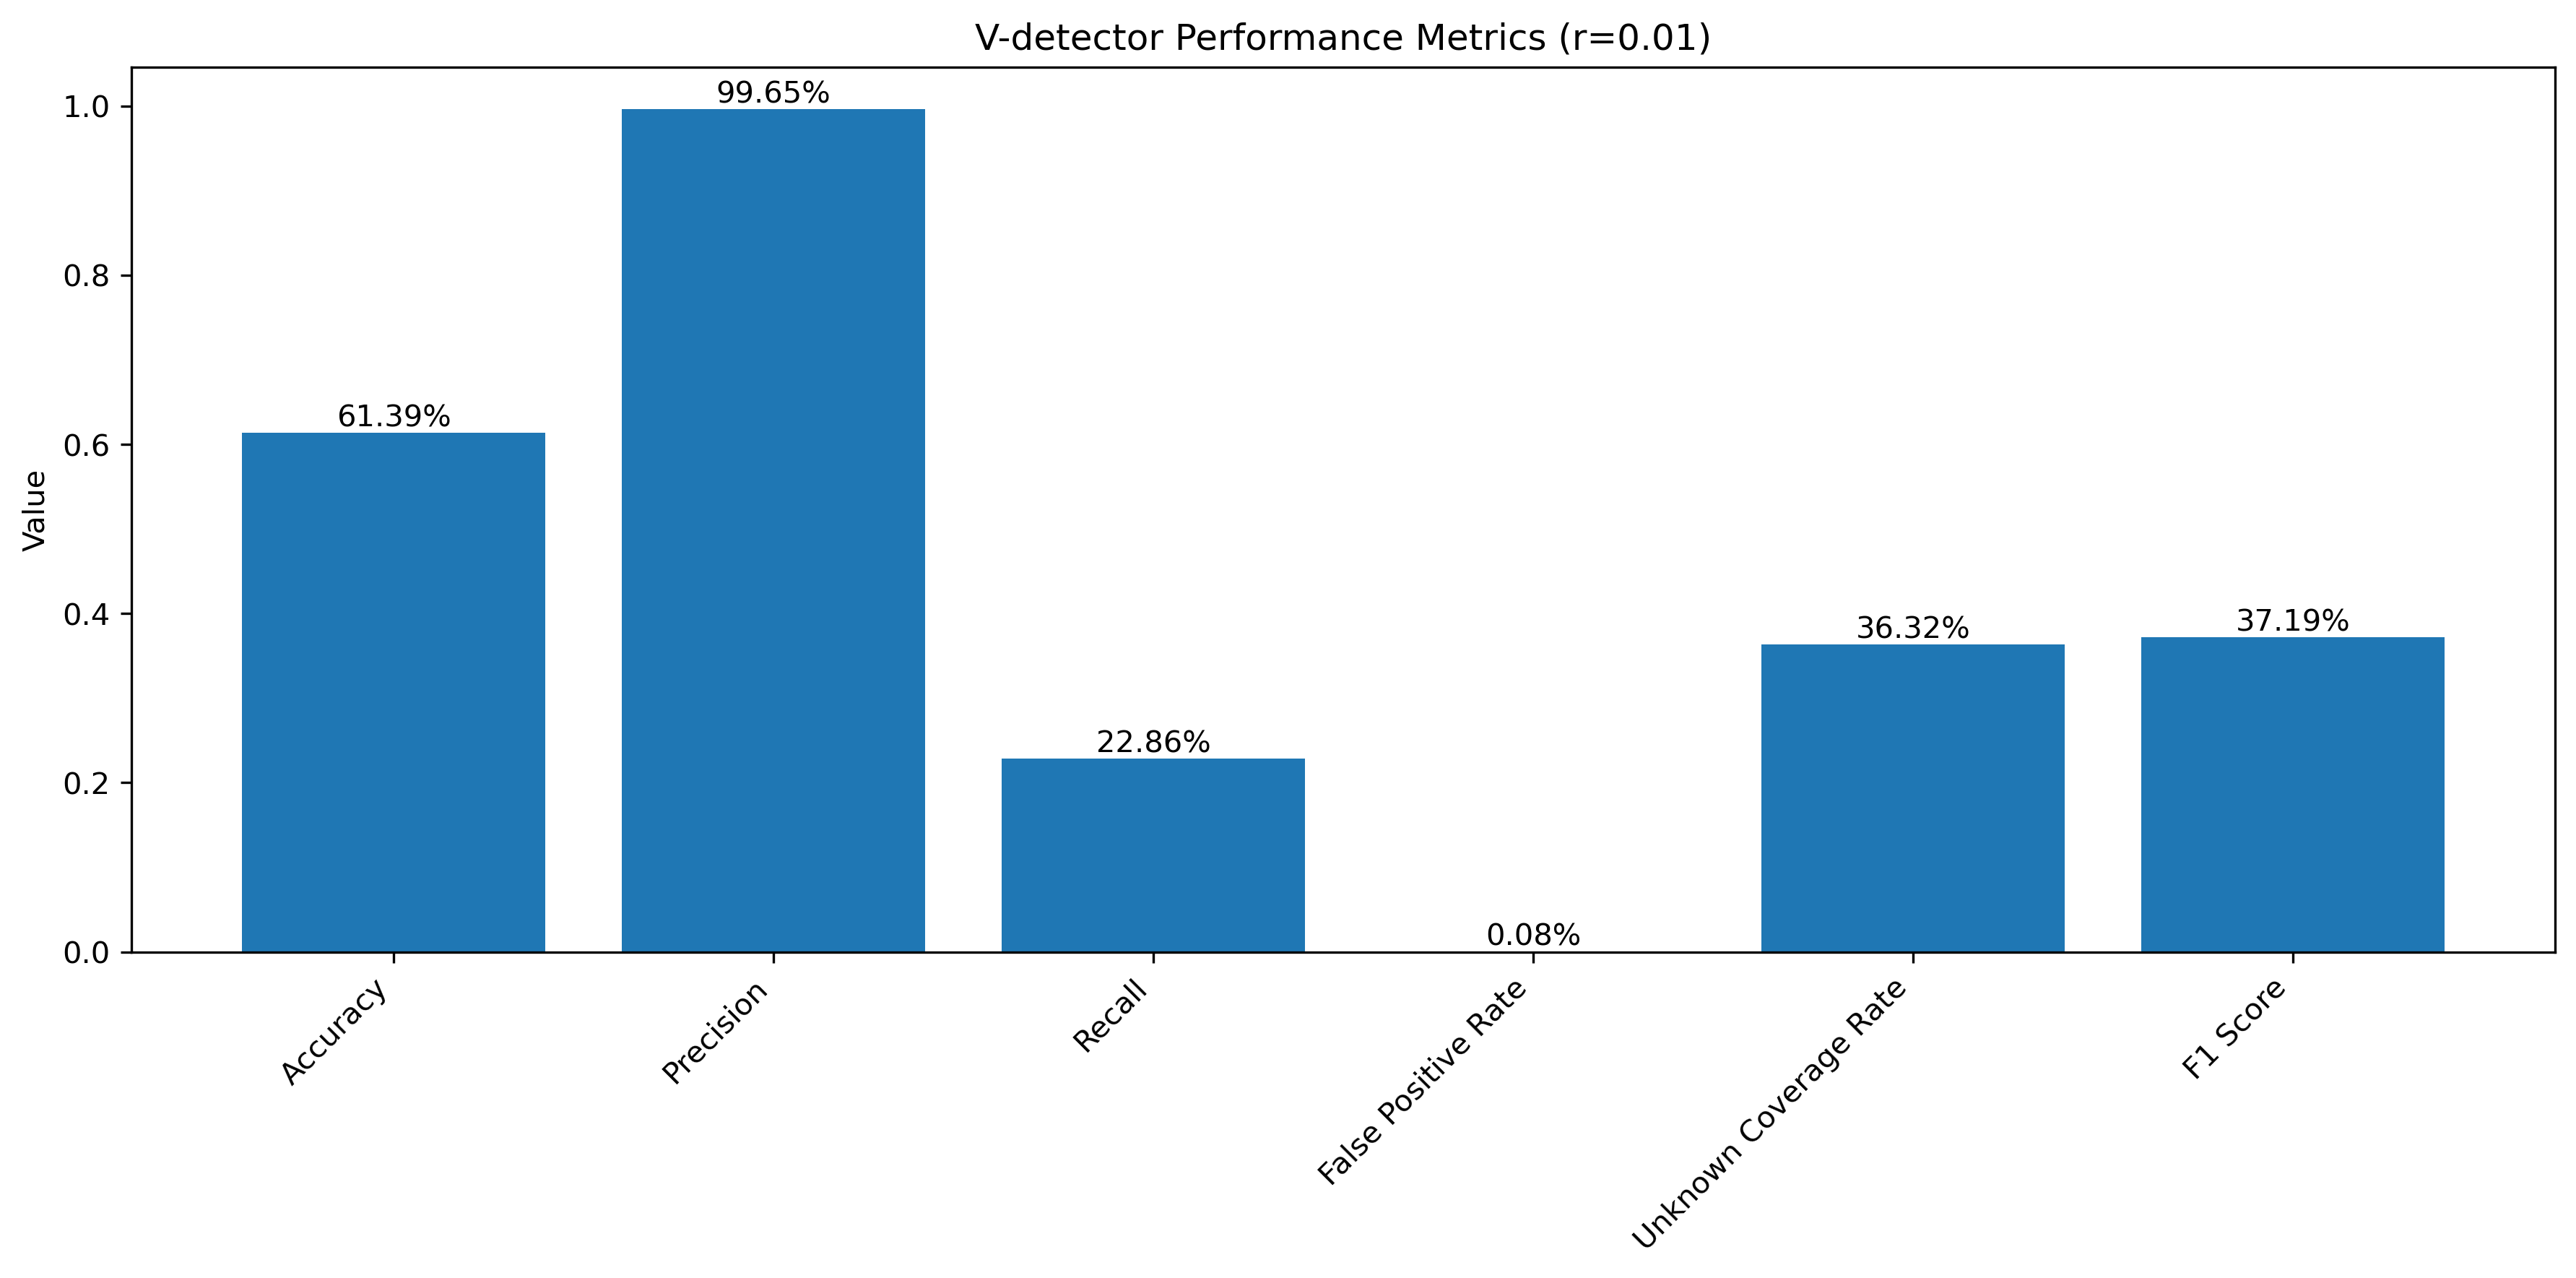 V-detector Performance Metrics (r=0.01)
Value
1.0
0.8
0.6
0.4
0.2
0.0
61.39%
99.65%
22.86%
0.08%
36.32%
37.19%
Accuracy
Precision
Recall
False Positive Rate
Unknown Coverage Rate
F1 Score